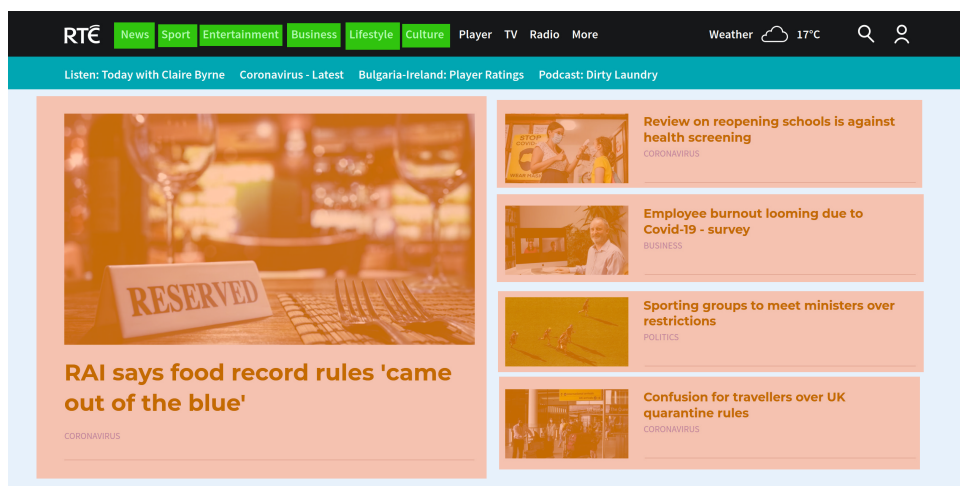 RTÉ News Sport Entertainment Business Lifestyle Culture Player TV Radio More Weather 17°C
Listen: Today with Claire Byrne Coronavirus - Latest Bulgaria-Ireland: Player Ratings Podcast: Dirty Laundry
RESERVED
RAI says food record rules 'came
out of the blue'
CORONAVIRUS
STOP
COVID
Review on reopening schools is against
health screening
CORONAVIRUS
Employee burnout looming due to
Covid-19 - survey
BUSINESS
Sporting groups to meet ministers over
restrictions
POLITICS
Confusion for travellers over UK
quarantine rules
CORONAVIRUS